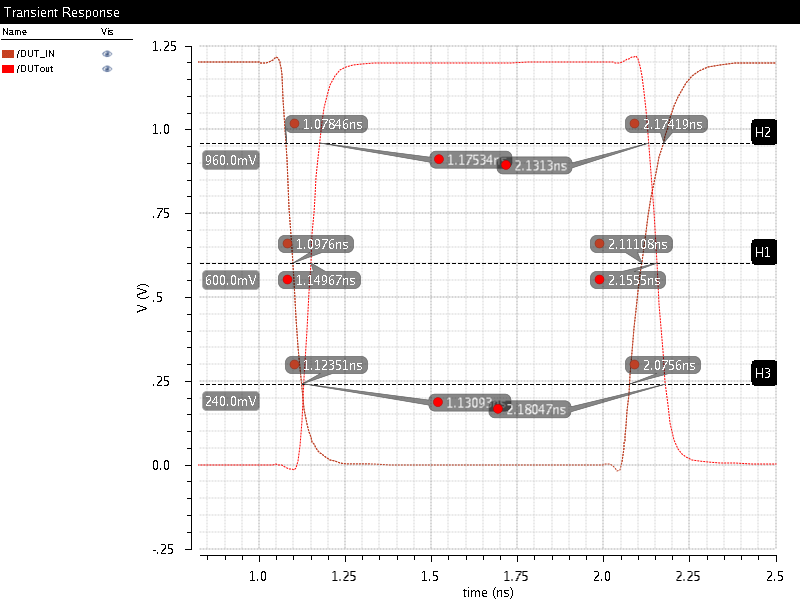 Transient Response
Name Vis
/DUT_IN
/DUTout
1.25
1.0
.75
.5
.25
0.0
-.25
V (V)
1.07846ns
2.17419ns
H2
960.0mV
1.17534n
2.1313ns
1.0976ns
2.11108ns
H1
600.0mV
1.14967ns
2.1555ns
1.12351ns
2.0756ns
H3
240.0mV
1.1309
2.18047ns
1.0 1.25 1.5 1.75 2.0 2.25 2.5
time (ns)